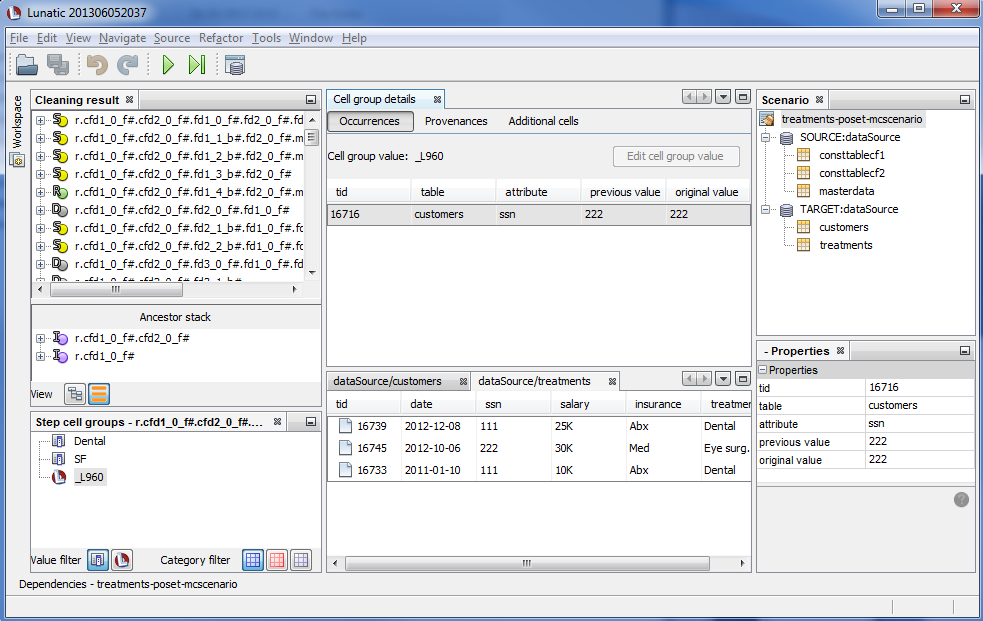 Lunatic 201306052037
File Edit View Navigate Source Refactor Tools Window Help
Workspace
Cleaning result
r.cfd1_0_f#.cfd2_0_f#.fd1_0_f#.fd2_0_f#.fd
r.cfd1_0_f#.cfd2_0_f#.fd1_1_b#.fd2_0_f#.m
r.cfd1_0_f#.cfd2_0_f#.fd1_2_b#.fd2_0_f#.m
r.cfd1_0_f#.cfd2_0_f#.fd1_3_b#.fd2_0_f#
r.cfd1_0_f#.cfd2_0_f#.fd1_4_b#.fd2_0_f#.m
r.cfd1_0_f#.cfd2_0_f#.fd2_0_f#.fd1_0_f#
r.cfd1_0_f#.cfd2_0_f#.fd2_1_b#.fd1_0_f#.fc
r.cfd1_0_f#.cfd2_0_f#.fd2_2_b#.fd1_0_f#.fc
r.cfd1_0_f#.cfd2_0_f#.fd3_0_f#.fd1_0_f#.fd
Ancestor stack
r.cfd1_0_f#.cfd2_0_f#
r.cfd1_0_f#
View
Step cell groups - r.cfd1_0_f#.cfd2_0_f#....
Dental
SF
_L960
Value filter Category filter
Cell group details
Occurrences Provenances Additional cells
Cell group value: _L960 Edit cell group value
tid table attribute previous value original value
16716 customers ssn 222 222
dataSource/customers dataSource/treatments
tid date ssn salary insurance treatmer
16739 2012-12-08 111 25K Abx Dental
16745 2012-10-06 222 30K Med Eye surg.
16733 2011-01-10 111 10K Abx Dental
Scenario
treatments-poset-mcscenario
SOURCE:dataSource
consttablecf1
consttablecf2
masterdata
TARGET:dataSource
customers
treatments
- Properties
Properties
tid 16716
table customers
attribute ssn
previous value 222
original value 222
?
Dependencies - treatments-poset-mcscenario